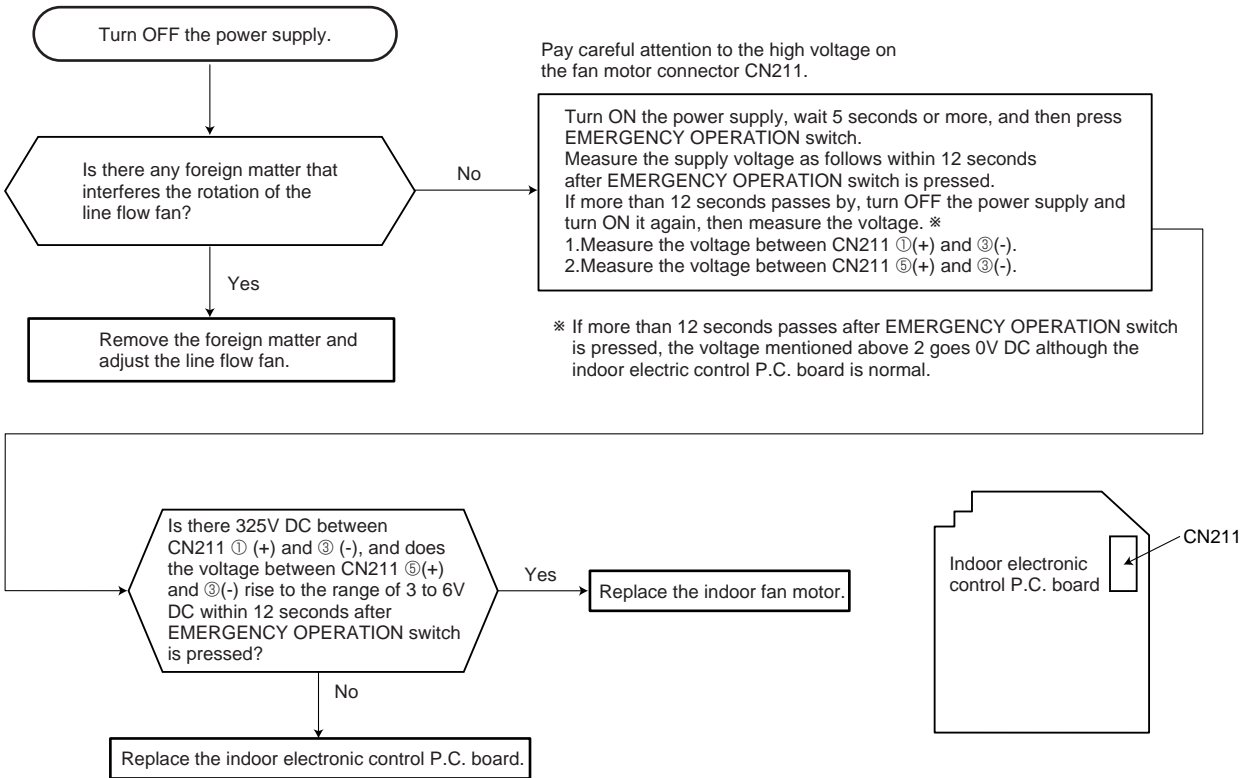 Turn OFF the power supply.
Pay careful attention to the high voltage on
the fan motor connector CN211.
Is there any foreign matter that
interferes the rotation of the
line flow fan?
No
Turn ON the power supply, wait 5 seconds or more, and then press
EMERGENCY OPERATION switch.
Measure the supply voltage as follows within 12 seconds
after EMERGENCY OPERATION switch is pressed.
If more than 12 seconds passes by, turn OFF the power supply and
turn ON it again, then measure the voltage. ※
1.Measure the voltage between CN211 ①(+) and ③(-).
2.Measure the voltage between CN211 ⑤(+) and ③(-).
Yes
Remove the foreign matter and
adjust the line flow fan.
※ If more than 12 seconds passes after EMERGENCY OPERATION switch
is pressed, the voltage mentioned above 2 goes 0V DC although the
indoor electric control P.C. board is normal.
Is there 325V DC between
CN211 ① (+) and ③ (-), and does
the voltage between CN211 ⑤(+)
and ③(-) rise to the range of 3 to 6V
DC within 12 seconds after
EMERGENCY OPERATION switch
is pressed?
Yes
Replace the indoor fan motor.
No
Replace the indoor electronic control P.C. board.
CN211
Indoor electronic
control P.C. board